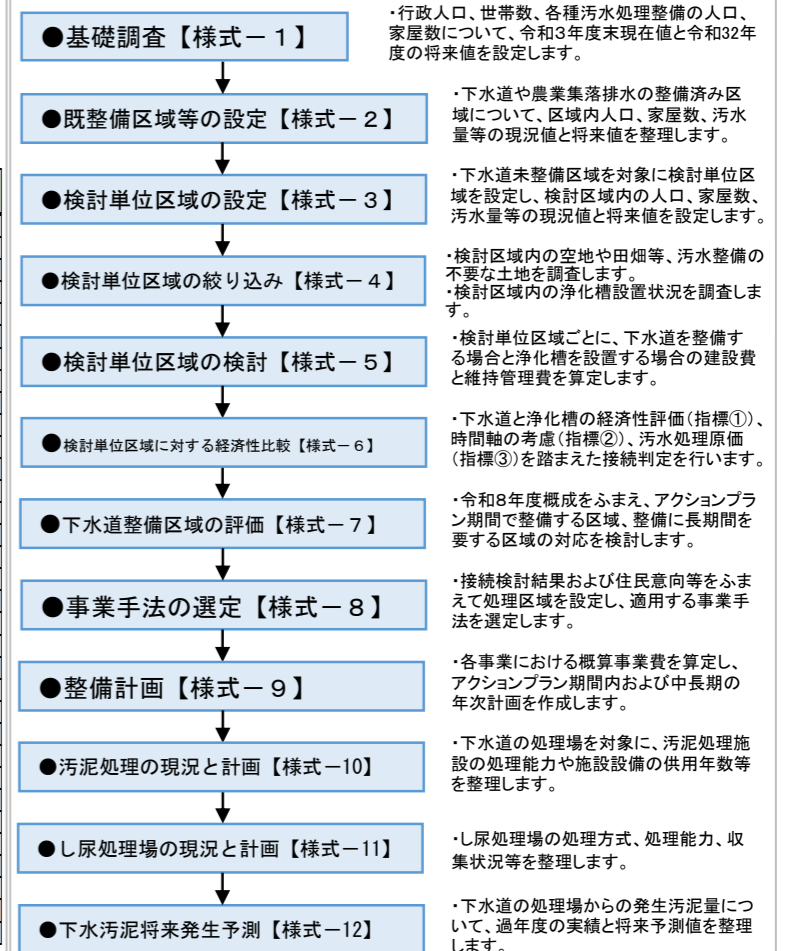 ●基礎調査【様式－１】
・行政人口、世帯数、各種汚水処理整備の人口、
家屋数について、令和３年度末現在値と令和32年
度の将来値を設定します。
●既整備区域等の設定【様式－２】
・下水道や農業集落排水の整備済み区
域について、区域内人口、家屋数、汚水
量等の現況値と将来値を整理します。
●検討単位区域の設定【様式－３】
・下水道未整備区域を対象に検討単位区
域を設定し、検討区域内の人口、家屋数、
汚水量等の現況値と将来値を設定します。
●検討単位区域の絞り込み【様式－４】
・検討区域内の空地や田畑等、汚水整備の
不要な土地を調査します。
・検討区域内の浄化槽設置状況を調査しま
す。
●検討単位区域の検討【様式－５】
・検討単位区域ごとに、下水道を整備す
る場合と浄化槽を設置する場合の建設費
と維持管理費を算定します。
●検討単位区域に対する経済性比較【様式－６】
・下水道と浄化槽の経済性評価（指標①）、
時間軸の考慮（指標②）、汚水処理原価
（指標③）を踏まえた接続判定を行います。
●下水道整備区域の評価【様式－７】
・令和８年度概成をふまえ、アクションプラ
ン期間で整備する区域、整備に長期間を
要する区域の対応を検討します。
●事業手法の選定【様式－８】
・接続検討結果および住民意向等をふま
えて処理区域を設定し、適用する事業手
法を選定します。
●整備計画【様式－９】
・各事業における概算事業費を算定し、
アクションプラン期間内および中長期の
年次計画を作成します。
●汚泥処理の現況と計画【様式－10】
・下水道の処理場を対象に、汚泥処理施
設の処理能力や施設設備の供用年数等
を整理します。
●し尿処理場の現況と計画【様式－11】
・し尿処理場の処理方式、処理能力、収
集状況等を整理します。
●下水汚泥将来発生予測【様式－12】
・下水道の処理場からの発生汚泥量につ
いて、過年度の実績と将来予測値を整理
します。